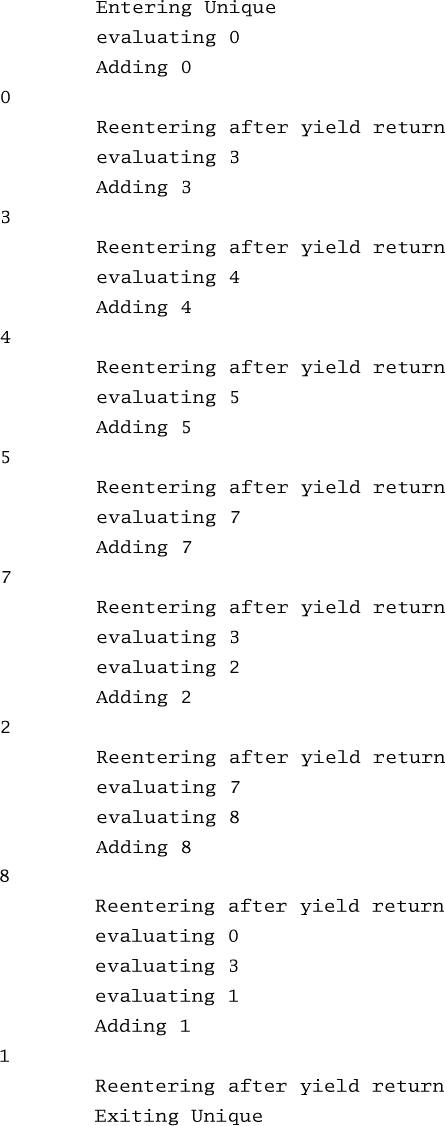 Entering Unique
evaluating 0
Adding 0
0
Reentering after yield return
evaluating 3
Adding 3
3
Reentering after yield return
evaluating 4
Adding 4
4
Reentering after yield return
evaluating 5
Adding 5
5
Reentering after yield return
evaluating 7
Adding 7
7
Reentering after yield return
evaluating 3
evaluating 2
Adding 2
2
Reentering after yield return
evaluating 7
evaluating 8
Adding 8
8
Reentering after yield return
evaluating 0
evaluating 3
evaluating 1
Adding 1
1
Reentering after yield return
Exiting Unique